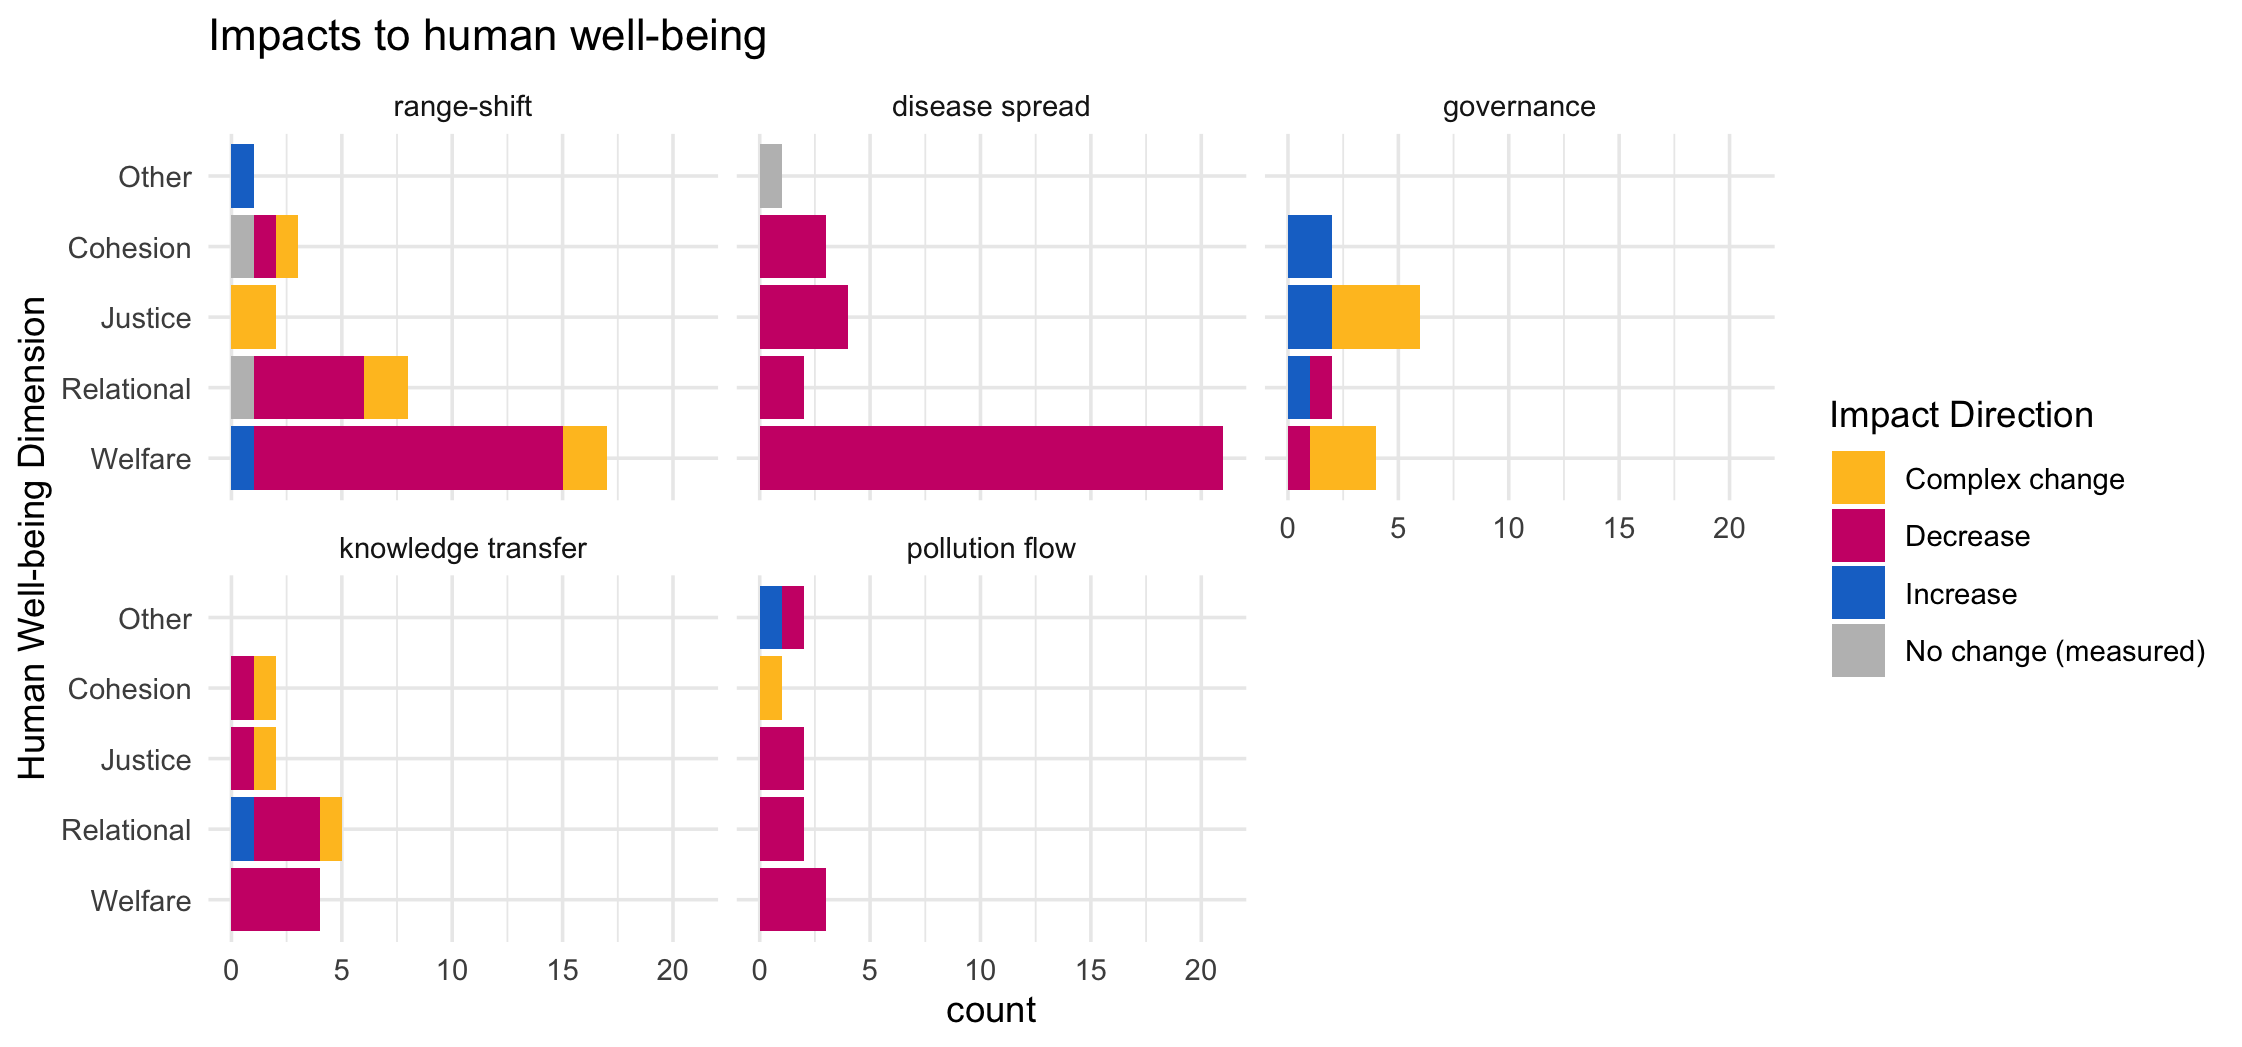 Impacts to human well-being
range-shift
disease spread
governance
Other
Cohesion
Justice
Relational
Welfare
0 5 10 15 20
knowledge transfer
pollution flow
Other
Cohesion
Justice
Relational
Welfare
0 5 10 15 20
0 5 10 15 20
count
Human Well-being Dimension
Impact Direction
Complex change
Decrease
Increase
No change (measured)